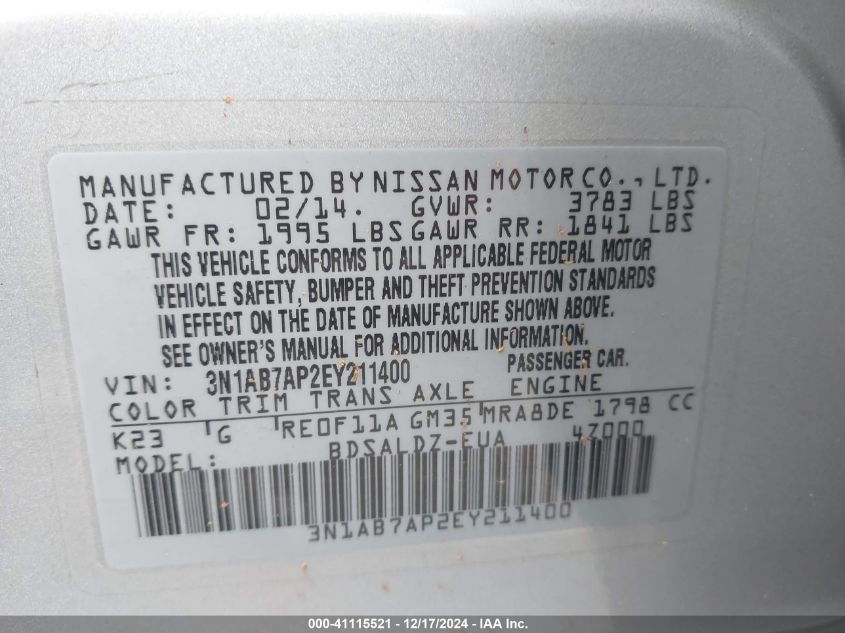 MANUFACTURED BY NISSAN MOTOR CO., LTD.
DATE: 02/14. GVWR: 3783 LBS
GAWR FR: 1995 LBS GAWR RR: 1841 LBS
THIS VEHICLE CONFORMS TO ALL APPLICABLE FEDERAL MOTOR
VEHICLE SAFETY, BUMPER AND THEFT PREVENTION STANDARDS
IN EFFECT ON THE DATE OF MANUFACTURE SHOWN ABOVE.
SEE OWNER'S MANUAL FOR ADDITIONAL INFORMATION.
VIN: 3N1AB7AP2EY211400 PASSENGER CAR.
COLOR TRIM TRANS AXLE ENGINE
K23 G RE0F11A GM35 MRA8DE 1798 CC
MODEL: BDSALDZ-EUA 4Z000
3N1AB7AP2EY211400
000-41115521 - 12/17/2024 - IAA Inc.